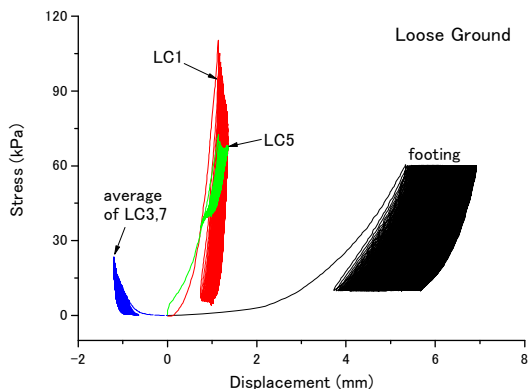 120
Loose Ground
LC1
90
LC5
60
footing
average
of LC3,7
30
0
Stress (kPa)
-2
0
2
4
6
8
Displacement (mm)